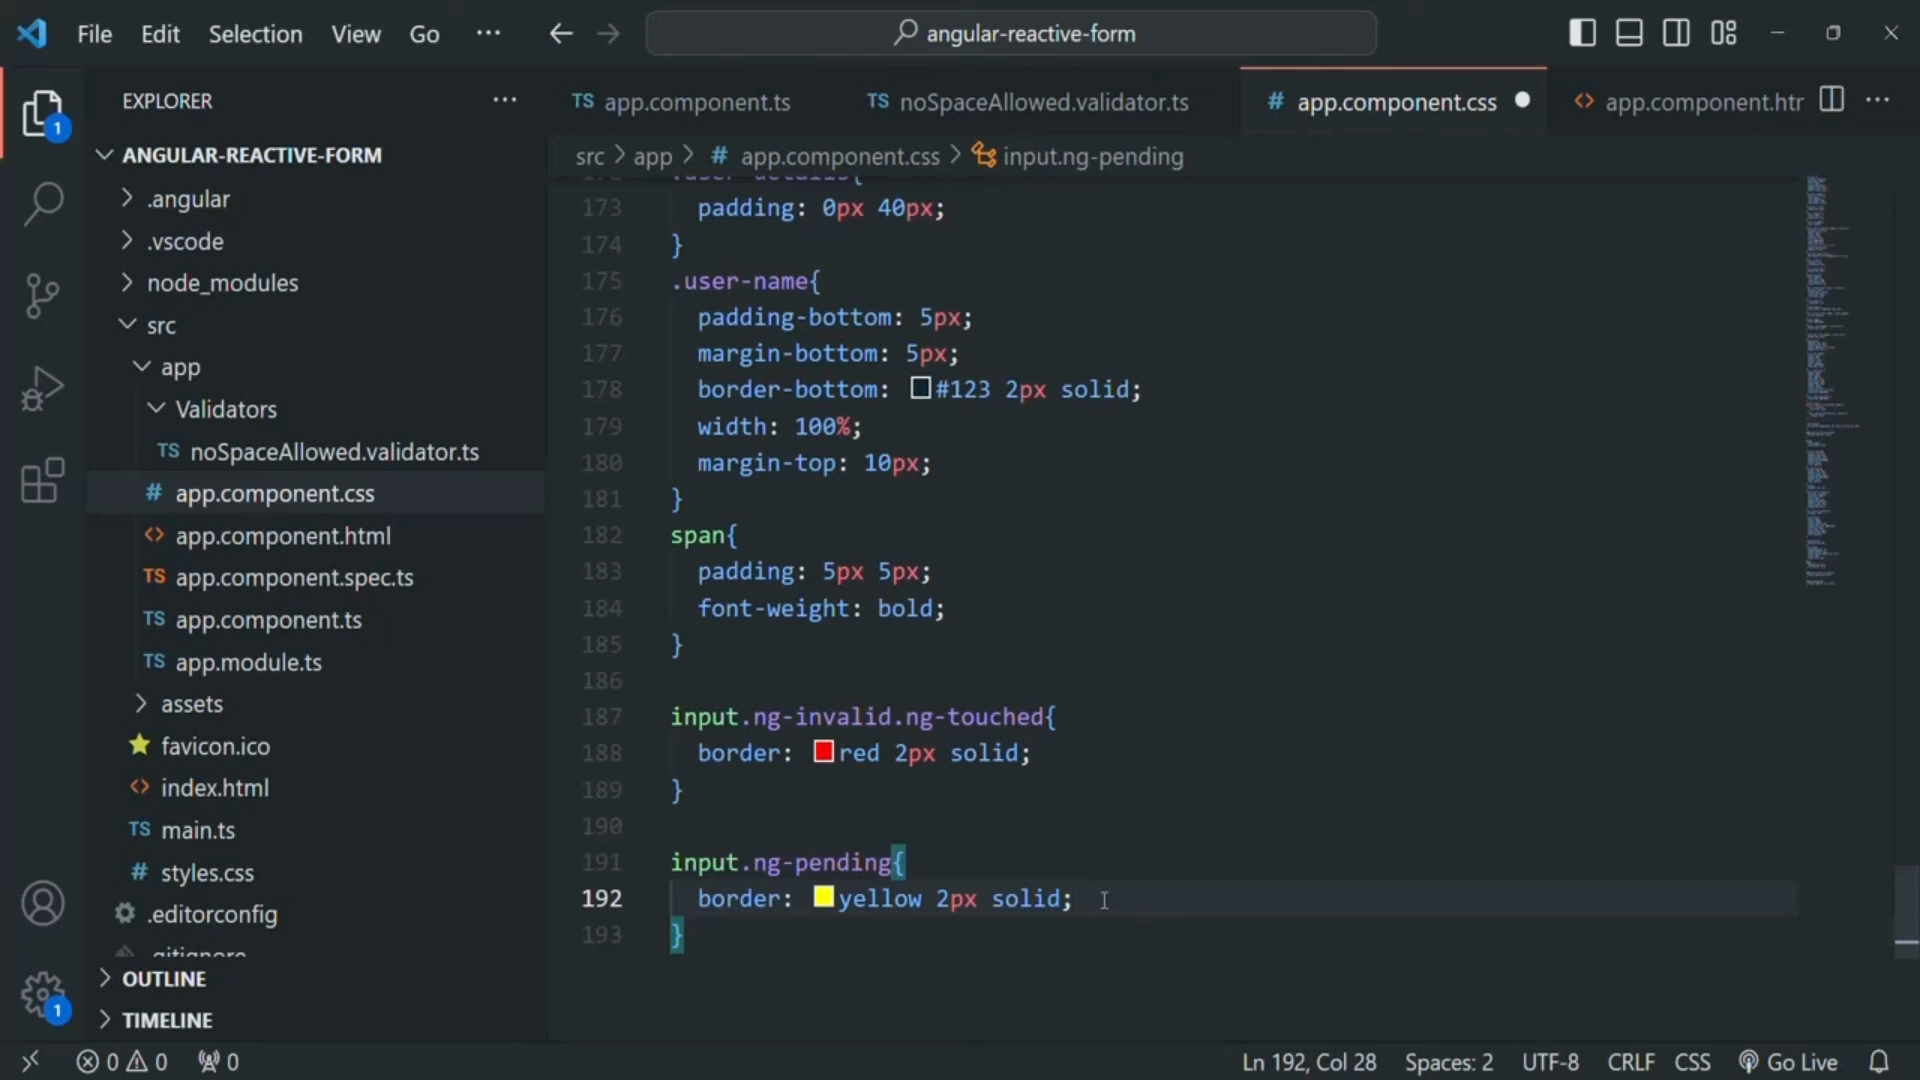 File Edit Selection View Go ··· angular-reactive-form
EXPLORER ···
ANGULAR-REACTIVE-FORM
.angular
.vscode
node_modules
src
app
Validators
TS noSpaceAllowed.validator.ts
# app.component.css
<> app.component.html
TS app.component.spec.ts
TS app.component.ts
TS app.module.ts
assets
favicon.ico
<> index.html
TS main.ts
# styles.css
.editorconfig
.gitignore
OUTLINE
TIMELINE
1
1
TS app.component.ts TS noSpaceAllowed.validator.ts # app.component.css <> app.component.htr ···
src > app > # app.component.css > input.ng-pending
.user-details{
173 padding: 0px 40px;
174 }
175 .user-name{
176 padding-bottom: 5px;
177 margin-bottom: 5px;
178 border-bottom: #123 2px solid;
179 width: 100%;
180 margin-top: 10px;
181 }
182 span{
183 padding: 5px 5px;
184 font-weight: bold;
185 }
186
187 input.ng-invalid.ng-touched{
188 border: red 2px solid;
189 }
190
191 input.ng-pending{
192 border: yellow 2px solid;
193 }
0 0 0 Ln 192, Col 28 Spaces: 2 UTF-8 CRLF CSS Go Live